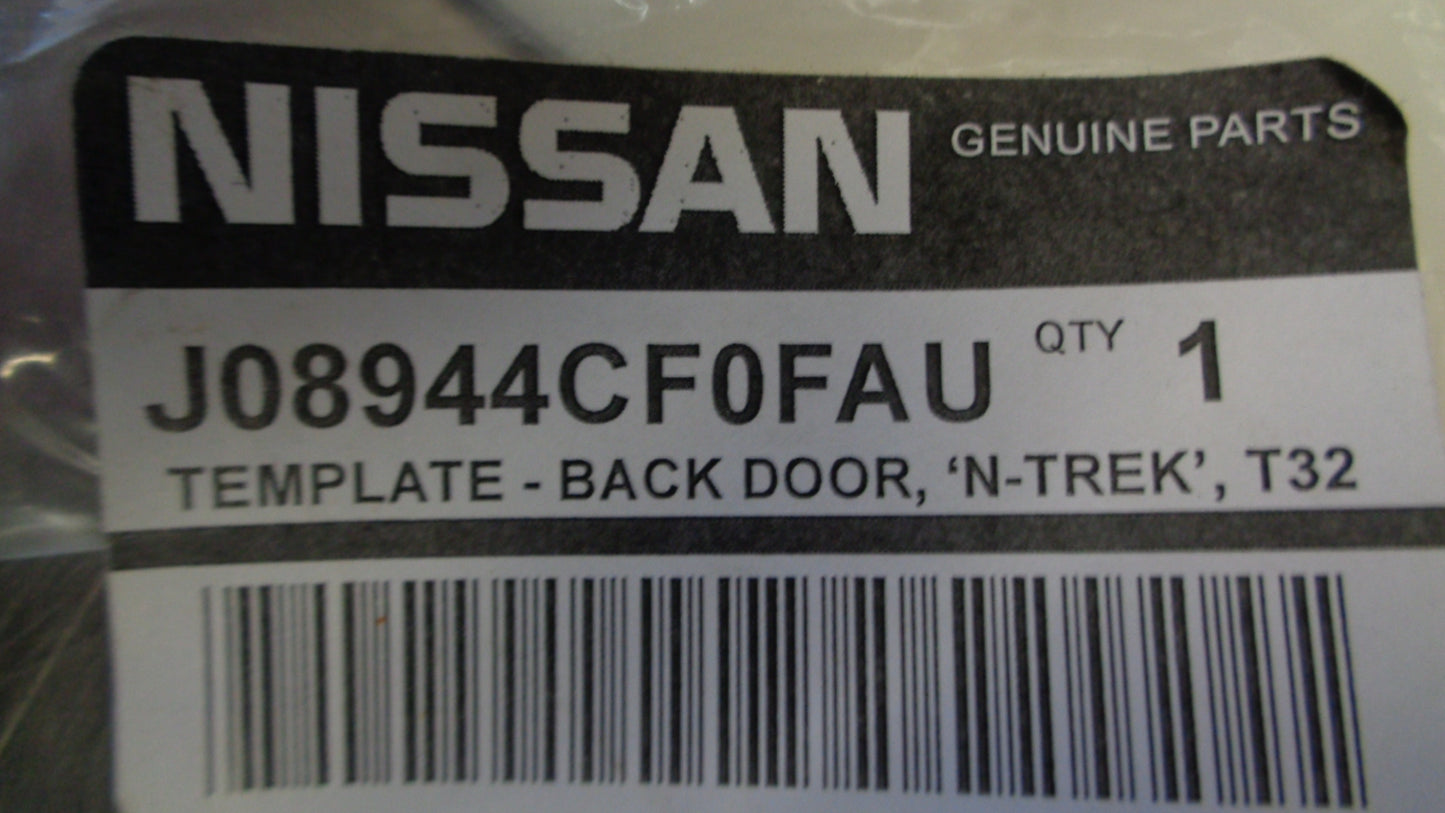 NISSAN GENUINE PARTS
J08944CF0FAU QTY 1
TEMPLATE - BACK DOOR, ‘N-TREK’, T32